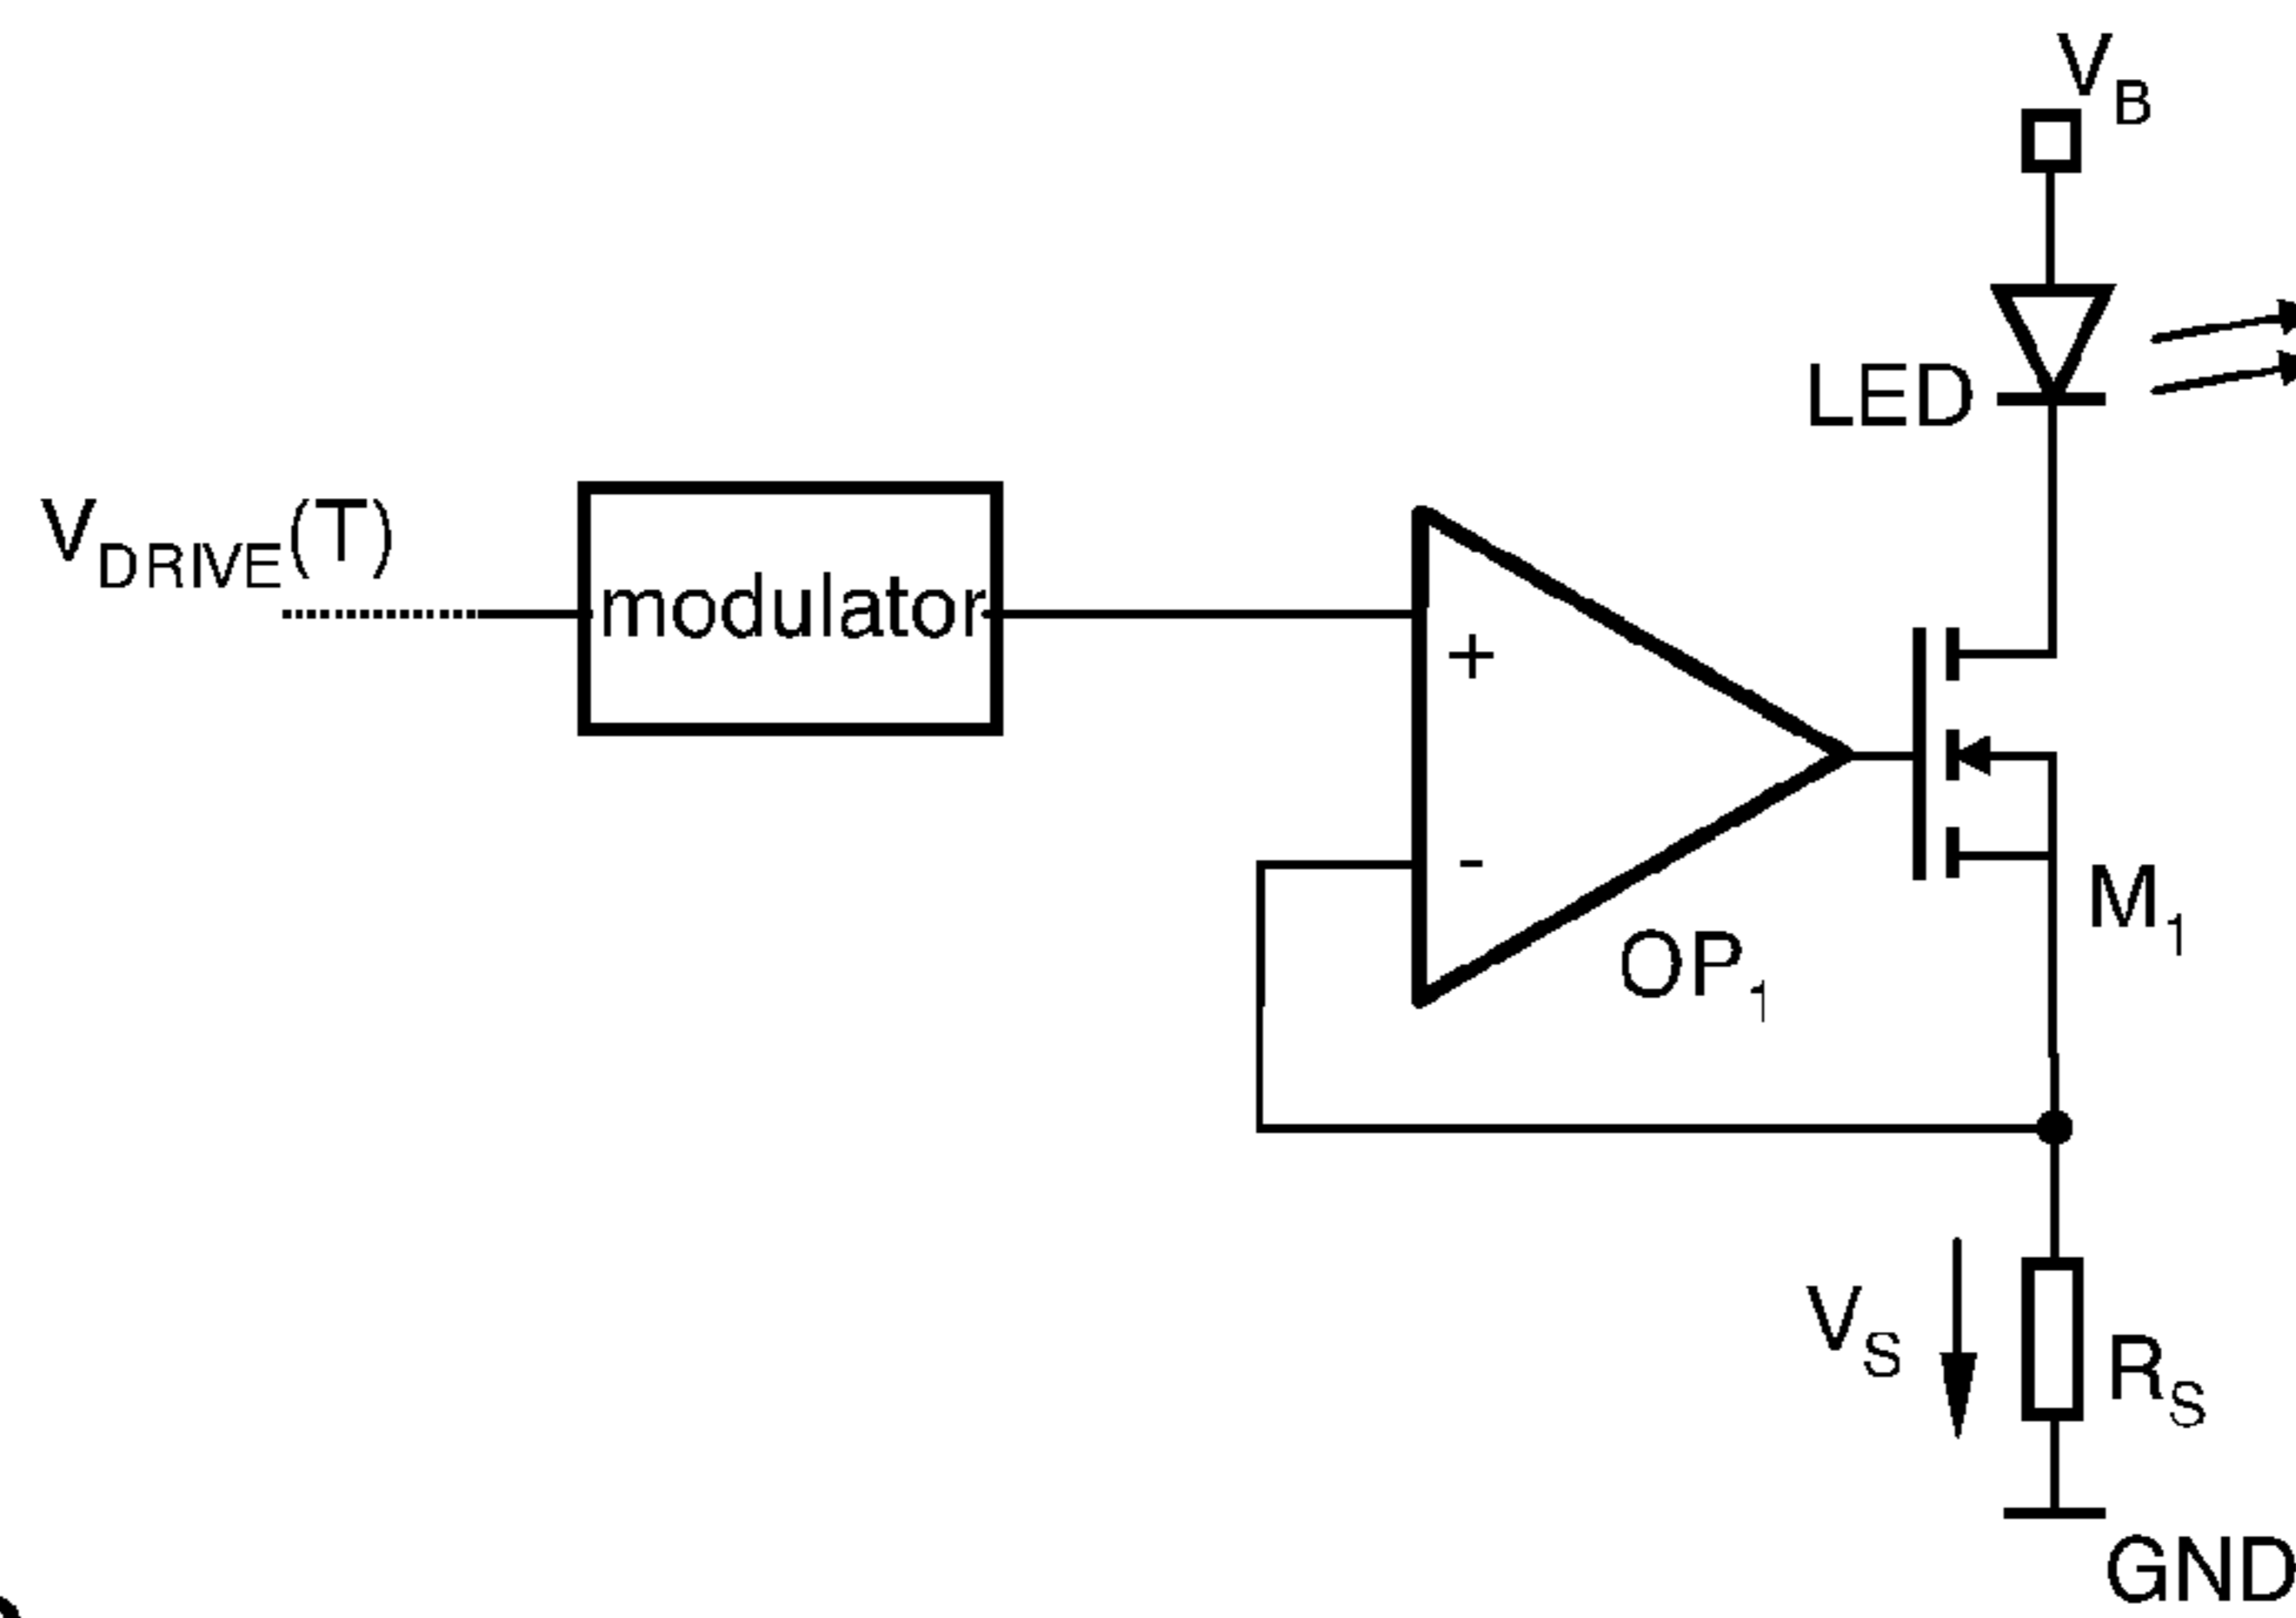 V_B
LED
V_DRIVE(T)
modulator
+
-
M_1
OP_1
V_S
R_S
GND